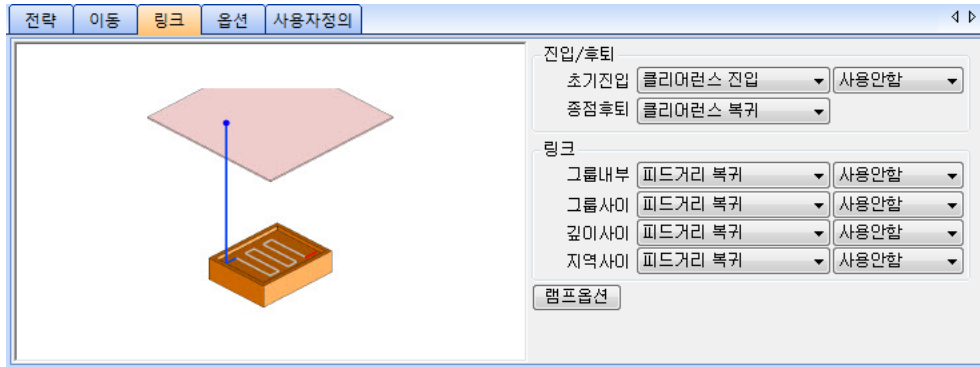 전략 이동 링크 옵션 사용자정의
진입/후퇴
초기진입 클리어런스 진입 사용안함
종점후퇴 클리어런스 복귀
링크
그룹내부 피드거리 복귀 사용안함
그룹사이 피드거리 복귀 사용안함
깊이사이 피드거리 복귀 사용안함
지역사이 피드거리 복귀 사용안함
램프옵션